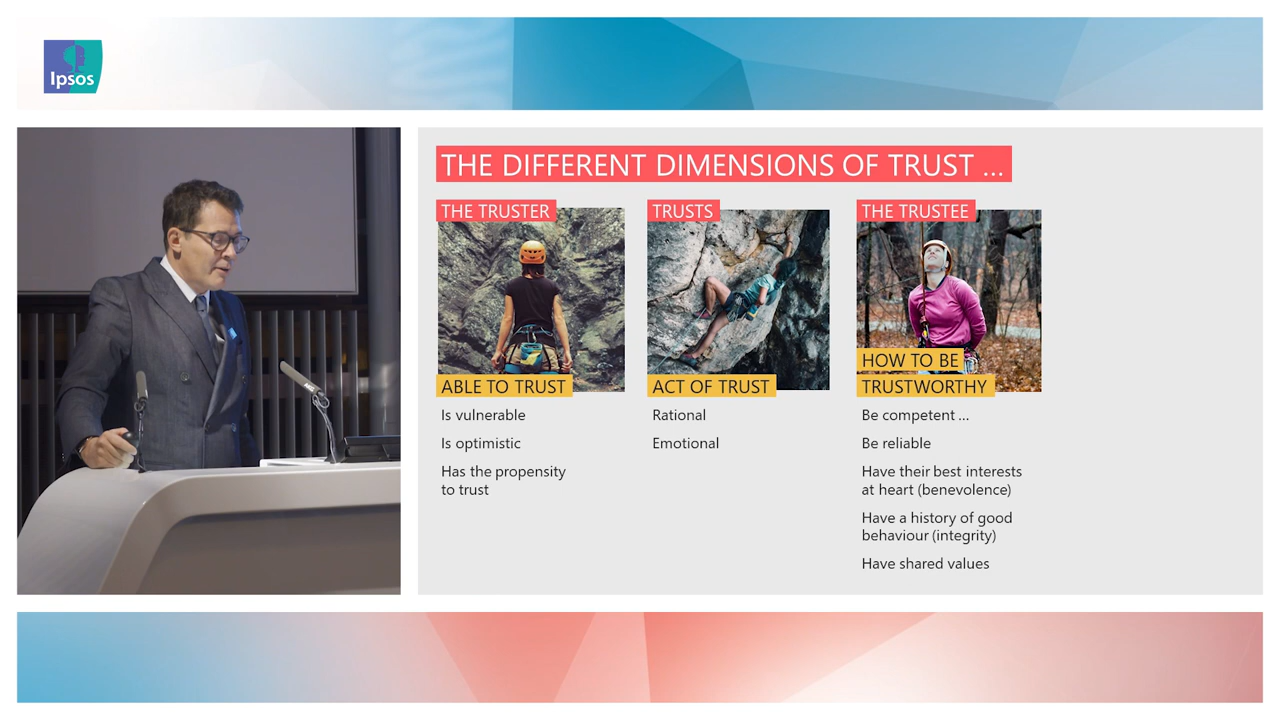 Ipsos
THE DIFFERENT DIMENSIONS OF TRUST ...
THE TRUSTER
ABLE TO TRUST
Is vulnerable
Is optimistic
Has the propensity
to trust
TRUSTS
ACT OF TRUST
Rational
Emotional
THE TRUSTEE
HOW TO BE
TRUSTWORTHY
Be competent ...
Be reliable
Have their best interests
at heart (benevolence)
Have a history of good
behaviour (integrity)
Have shared values